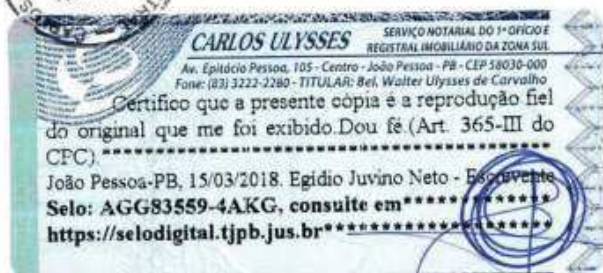 CARLOS ULYSSES
SERVIÇO NOTARIAL DO 1º OFÍCIO E
REGISTRAL IMOBILIÁRIO DA ZONA SUL
Av. Epitácio Pessoa, 105 - Centro - João Pessoa - PB - CEP 58030-000
Fone: (83) 3222-2280 - TITULAR: Bel. Walter Ulysses de Carvalho
Certifico que a presente cópia é a reprodução fiel
do original que me foi exibido.Dou fé.(Art. 365-III do
CPC).**********************************
João Pessoa-PB, 15/03/2018. Egidio Juvino Neto - Escrevente
Selo: AGG83559-4AKG, consulte em********
https://selodigital.tjpb.jus.br******************